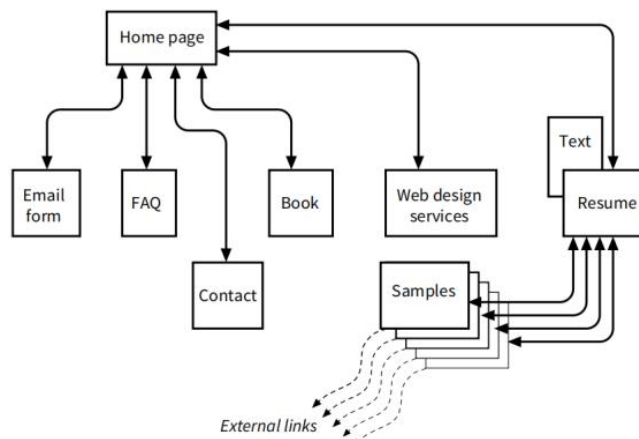 Home page
Text
Email
form
FAQ
Book
Web design
services
Resume
Contact
Samples
External links